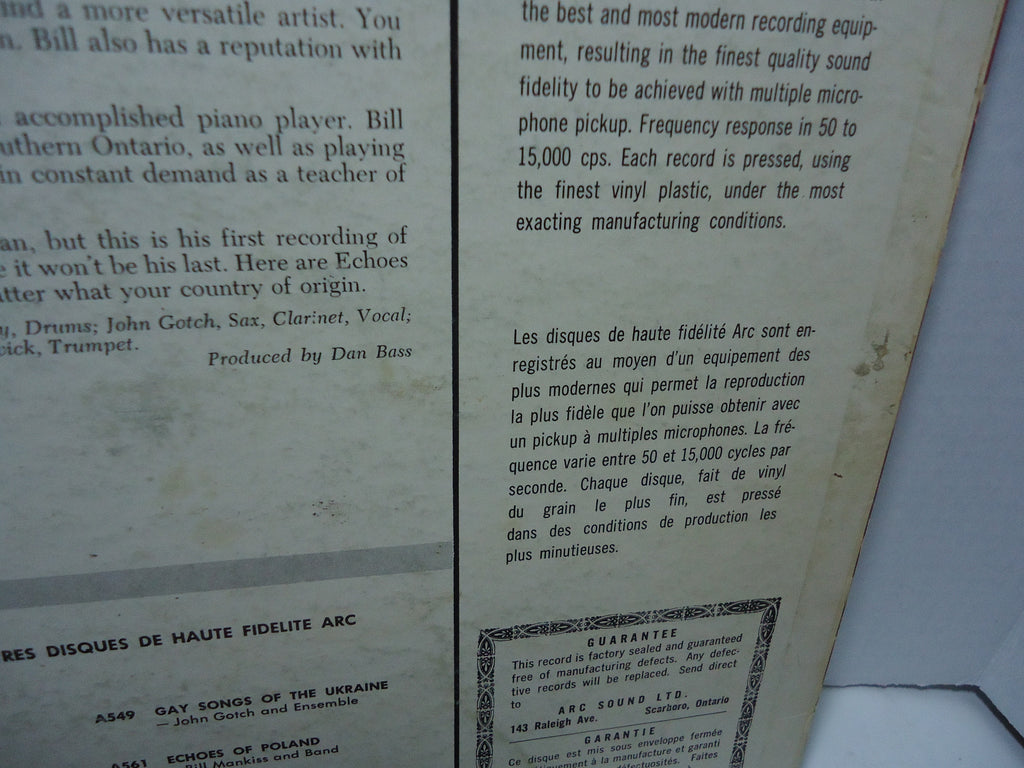 and a more versatile artist. You
Bill also has a reputation with
accomplished piano player. Bill
Ontario, as well as playing
in constant demand as a teacher of
but this is his first recording of
it won't be his last. Here are Echoes
what your country of origin.
Drums; John Gotch, Sax, Clarinet, Vocal;
Trumpet.
Produced by Dan Bass
RES DISQUES DE HAUTE FIDELITE ARC
A549 GAY SONGS OF THE UKRAINE
— John Gotch and Ensemble
A561 ECHOES OF POLAND
Bill Mankiss and Band
the best and most modern recording equip-
ment, resulting in the finest quality sound
fidelity to be achieved with multiple micro-
phone pickup. Frequency response in 50 to
15,000 cps. Each record is pressed, using
the finest vinyl plastic, under the most
exacting manufacturing conditions.
Les disques de haute fidélité Arc sont en-
registrés au moyen d'un equipement des
plus modernes qui permet la reproduction
la plus fidèle que l'on puisse obtenir avec
un pickup à multiples microphones. La fré-
quence varie entre 50 et 15,000 cycles par
seconde. Chaque disque, fait de vinyl
du grain le plus fin, est pressé
dans des conditions de production les
plus minutieuses.
GUARANTEE
This record is factory sealed and guaranteed
free of manufacturing defects. Any defec-
tive records will be replaced. Send direct
to
ARC SOUND LTD.
143 Raleigh Ave. Scarboro, Ontario
GARANTIE
Ce disque est mis sous enveloppe fermée
à la manufacture et garanti
Faites